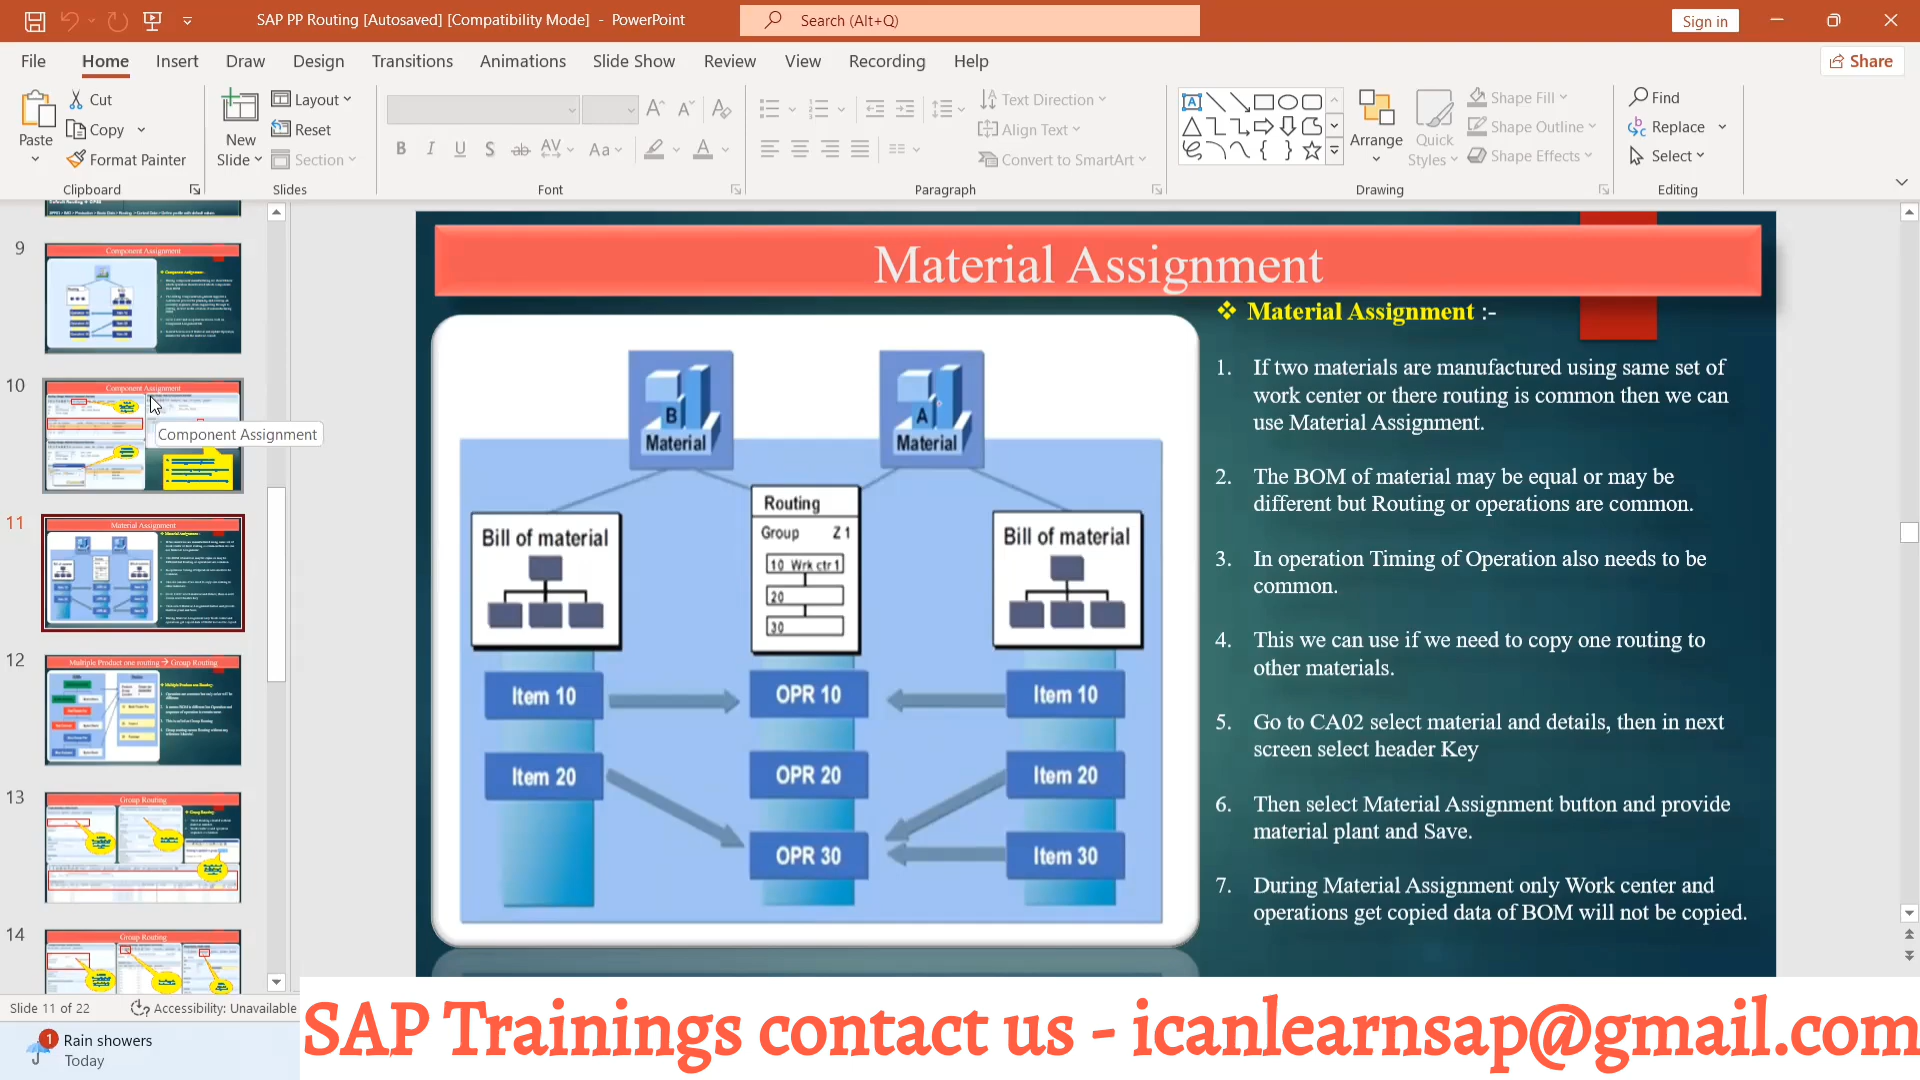 SAP PP Routing [Autosaved] [Compatibility Mode] - PowerPoint
Search (Alt+Q)
Sign in
File Home Insert Draw Design Transitions Animations Slide Show Review View Recording Help
Share
Paste
Cut
Copy
Format Painter
Clipboard
New
Slide
Layout
Reset
Section
Slides
B I U S ab AV Aa A
Font
Text Direction
Align Text
Convert to SmartArt
Paragraph
Arrange
Quick
Styles
Shape Fill
Shape Outline
Shape Effects
Drawing
Find
Replace
Select
Editing
9
Component Assignment
10
Component Assignment
Component Assignment
11
Material Assignment
12
Multiple Product one routing → Group Routing
13
Group Routing
14
Group Routing
Material Assignment
B
Material
A
Material
Bill of material
Routing
Group Z 1
10 Wrk ctr1
20
30
Bill of material
Item 10
OPR 10
Item 10
Item 20
OPR 20
Item 20
OPR 30
Item 30
❖ Material Assignment :-
1. If two materials are manufactured using same set of
work center or there routing is common then we can
use Material Assignment.
2. The BOM of material may be equal or may be
different but Routing or operations are common.
3. In operation Timing of Operation also needs to be
common.
4. This we can use if we need to copy one routing to
other materials.
5. Go to CA02 select material and details, then in next
screen select header Key
6. Then select Material Assignment button and provide
material plant and Save.
7. During Material Assignment only Work center and
operations get copied data of BOM will not be copied.
Slide 11 of 22
Accessibility: Unavailable
1
Rain showers
Today
SAP Trainings contact us - icanlearnsap@gmail.com